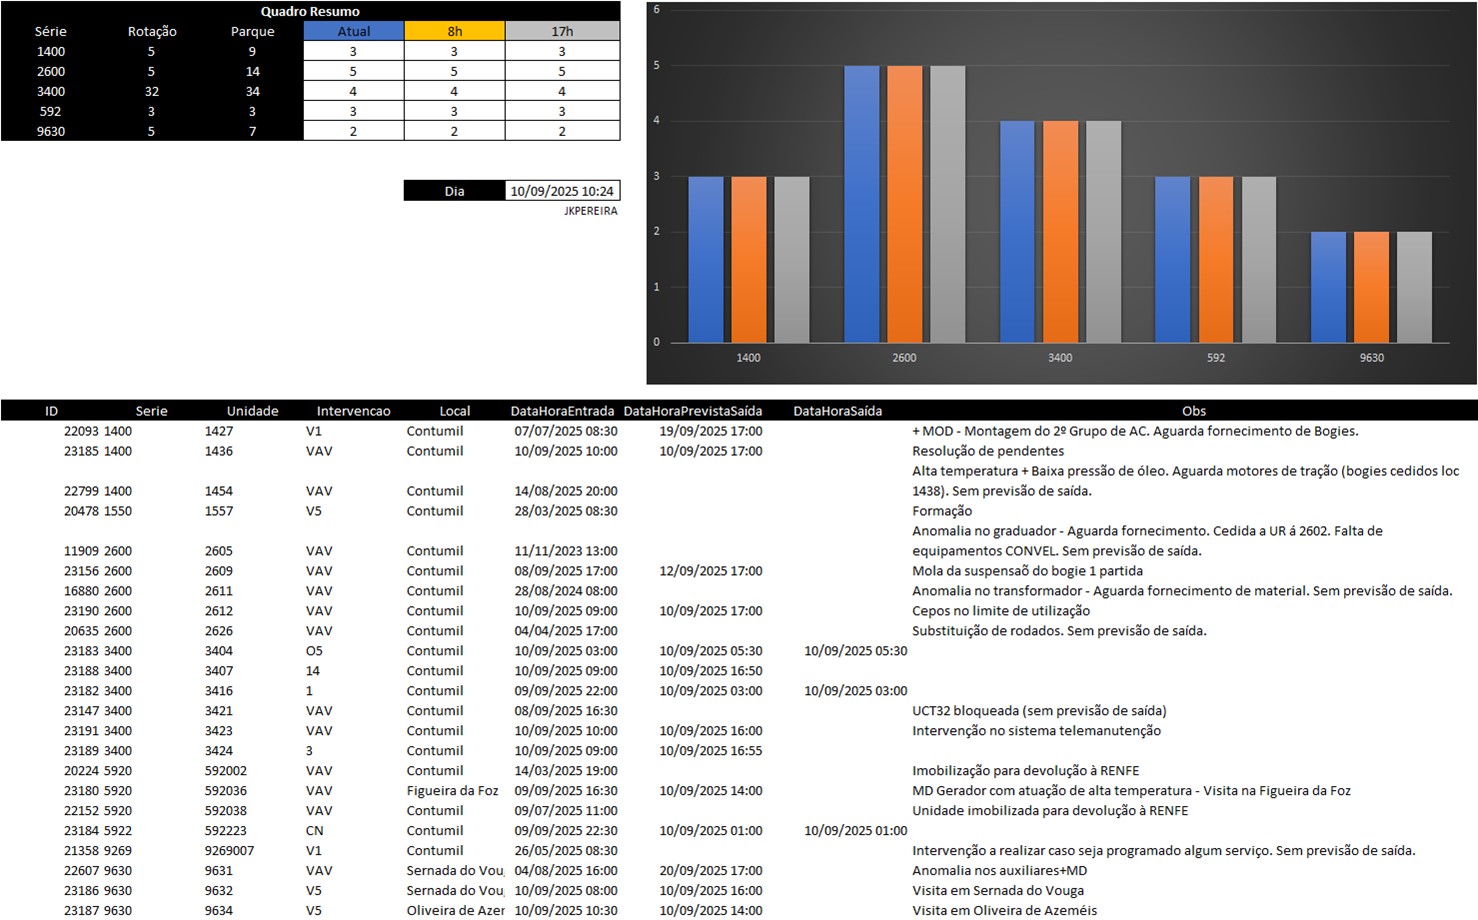 Quadro Resumo
Série Rotação Parque Atual 8h 17h
1400 5 9 3 3 3
2600 5 14 5 5 5
3400 32 34 4 4 4
592 3 3 3 3 3
9630 5 7 2 2 2
Dia 10/09/2025 10:24
JKPEREIRA
6
5
4
3
2
1
0
1400 2600 3400 592 9630
ID Serie Unidade Intervencao Local DataHoraEntrada DataHoraPrevistaSaída DataHoraSaída Obs
22093 1400 1427 V1 Contumil 07/07/2025 08:30 19/09/2025 17:00 + MOD - Montagem do 2º Grupo de AC. Aguarda fornecimento de Bogies.
23185 1400 1436 VAV Contumil 10/09/2025 10:00 10/09/2025 17:00 Resolução de pendentes
Alta temperatura + Baixa pressão de óleo. Aguarda motores de tração (bogies cedidos loc
22799 1400 1454 VAV Contumil 14/08/2025 20:00 1438). Sem previsão de saída.
20478 1550 1557 V5 Contumil 28/03/2025 08:30 Formação
Anomalia no graduador - Aguarda fornecimento. Cedida a UR á 2602. Falta de
11909 2600 2605 VAV Contumil 11/11/2023 13:00 equipamentos CONVEL. Sem previsão de saída.
23156 2600 2609 VAV Contumil 08/09/2025 17:00 12/09/2025 17:00 Mola da suspensaõ do bogie 1 partida
16880 2600 2611 VAV Contumil 28/08/2024 08:00 Anomalia no transformador - Aguarda fornecimento de material. Sem previsão de saída.
23190 2600 2612 VAV Contumil 10/09/2025 09:00 10/09/2025 17:00 Cepos no limite de utilização
20635 2600 2626 VAV Contumil 04/04/2025 17:00 Substituição de rodados. Sem previsão de saída.
23183 3400 3404 O5 Contumil 10/09/2025 03:00 10/09/2025 05:30 10/09/2025 05:30
23188 3400 3407 14 Contumil 10/09/2025 09:00 10/09/2025 16:50
23182 3400 3416 1 Contumil 09/09/2025 22:00 10/09/2025 03:00 10/09/2025 03:00
23147 3400 3421 VAV Contumil 08/09/2025 16:30 UCT32 bloqueada (sem previsão de saída)
23191 3400 3423 VAV Contumil 10/09/2025 10:00 10/09/2025 16:00 Intervenção no sistema telemanutenção
23189 3400 3424 3 Contumil 10/09/2025 09:00 10/09/2025 16:55
20224 5920 592002 VAV Contumil 14/03/2025 19:00 Imobilização para devolução à RENFE
23180 5920 592036 VAV Figueira da Foz 09/09/2025 16:30 10/09/2025 14:00 MD Gerador com atuação de alta temperatura - Visita na Figueira da Foz
22152 5920 592038 VAV Contumil 09/07/2025 11:00 Unidade imobilizada para devolução à RENFE
23184 5922 592223 CN Contumil 09/09/2025 22:30 10/09/2025 01:00 10/09/2025 01:00
21358 9269 9269007 V1 Contumil 26/05/2025 08:30 Intervenção a realizar caso seja programado algum serviço. Sem previsão de saída.
22607 9630 9631 VAV Sernada do Voug 04/08/2025 16:00 20/09/2025 17:00 Anomalia nos auxiliares+MD
23186 9630 9632 V5 Sernada do Voug 10/09/2025 08:00 10/09/2025 16:00 Visita em Sernada do Vouga
23187 9630 9634 V5 Oliveira de Azer 10/09/2025 10:30 10/09/2025 14:00 Visita em Oliveira de Azeméis